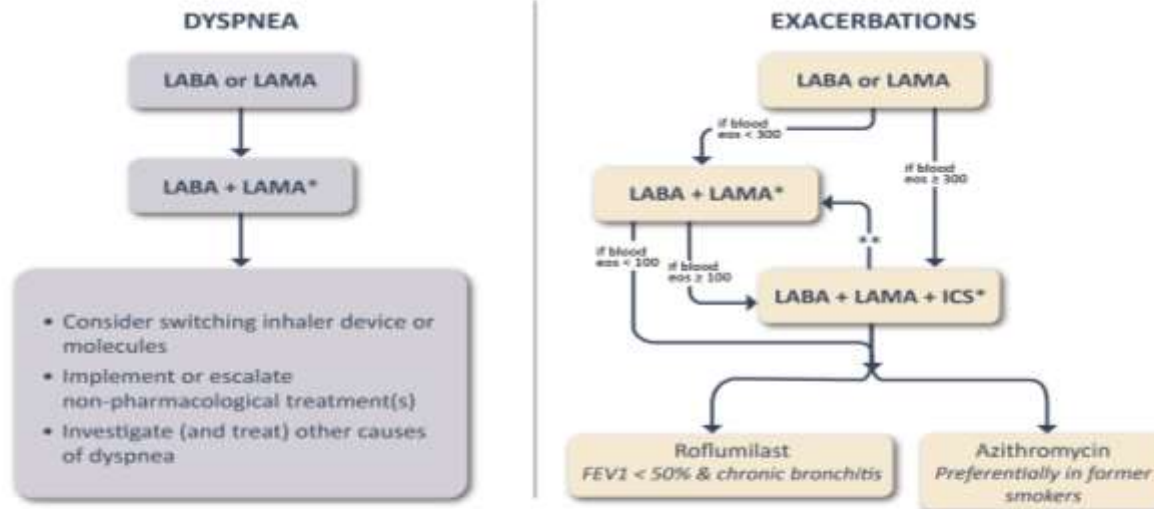 DYSPNEA
LABA or LAMA
LABA + LAMA*
• Consider switching inhaler device or
molecules
• Implement or escalate
non-pharmacological treatment(s)
• Investigate (and treat) other causes
of dyspnea
EXACERBATIONS
LABA or LAMA
if blood
eos < 300
if blood
eos ≥ 300
LABA + LAMA*
if blood
eos < 100
if blood
eos ≥ 100
**
LABA + LAMA + ICS*
Roflumilast
FEV1 < 50% & chronic bronchitis
Azithromycin
Preferentially in former
smokers